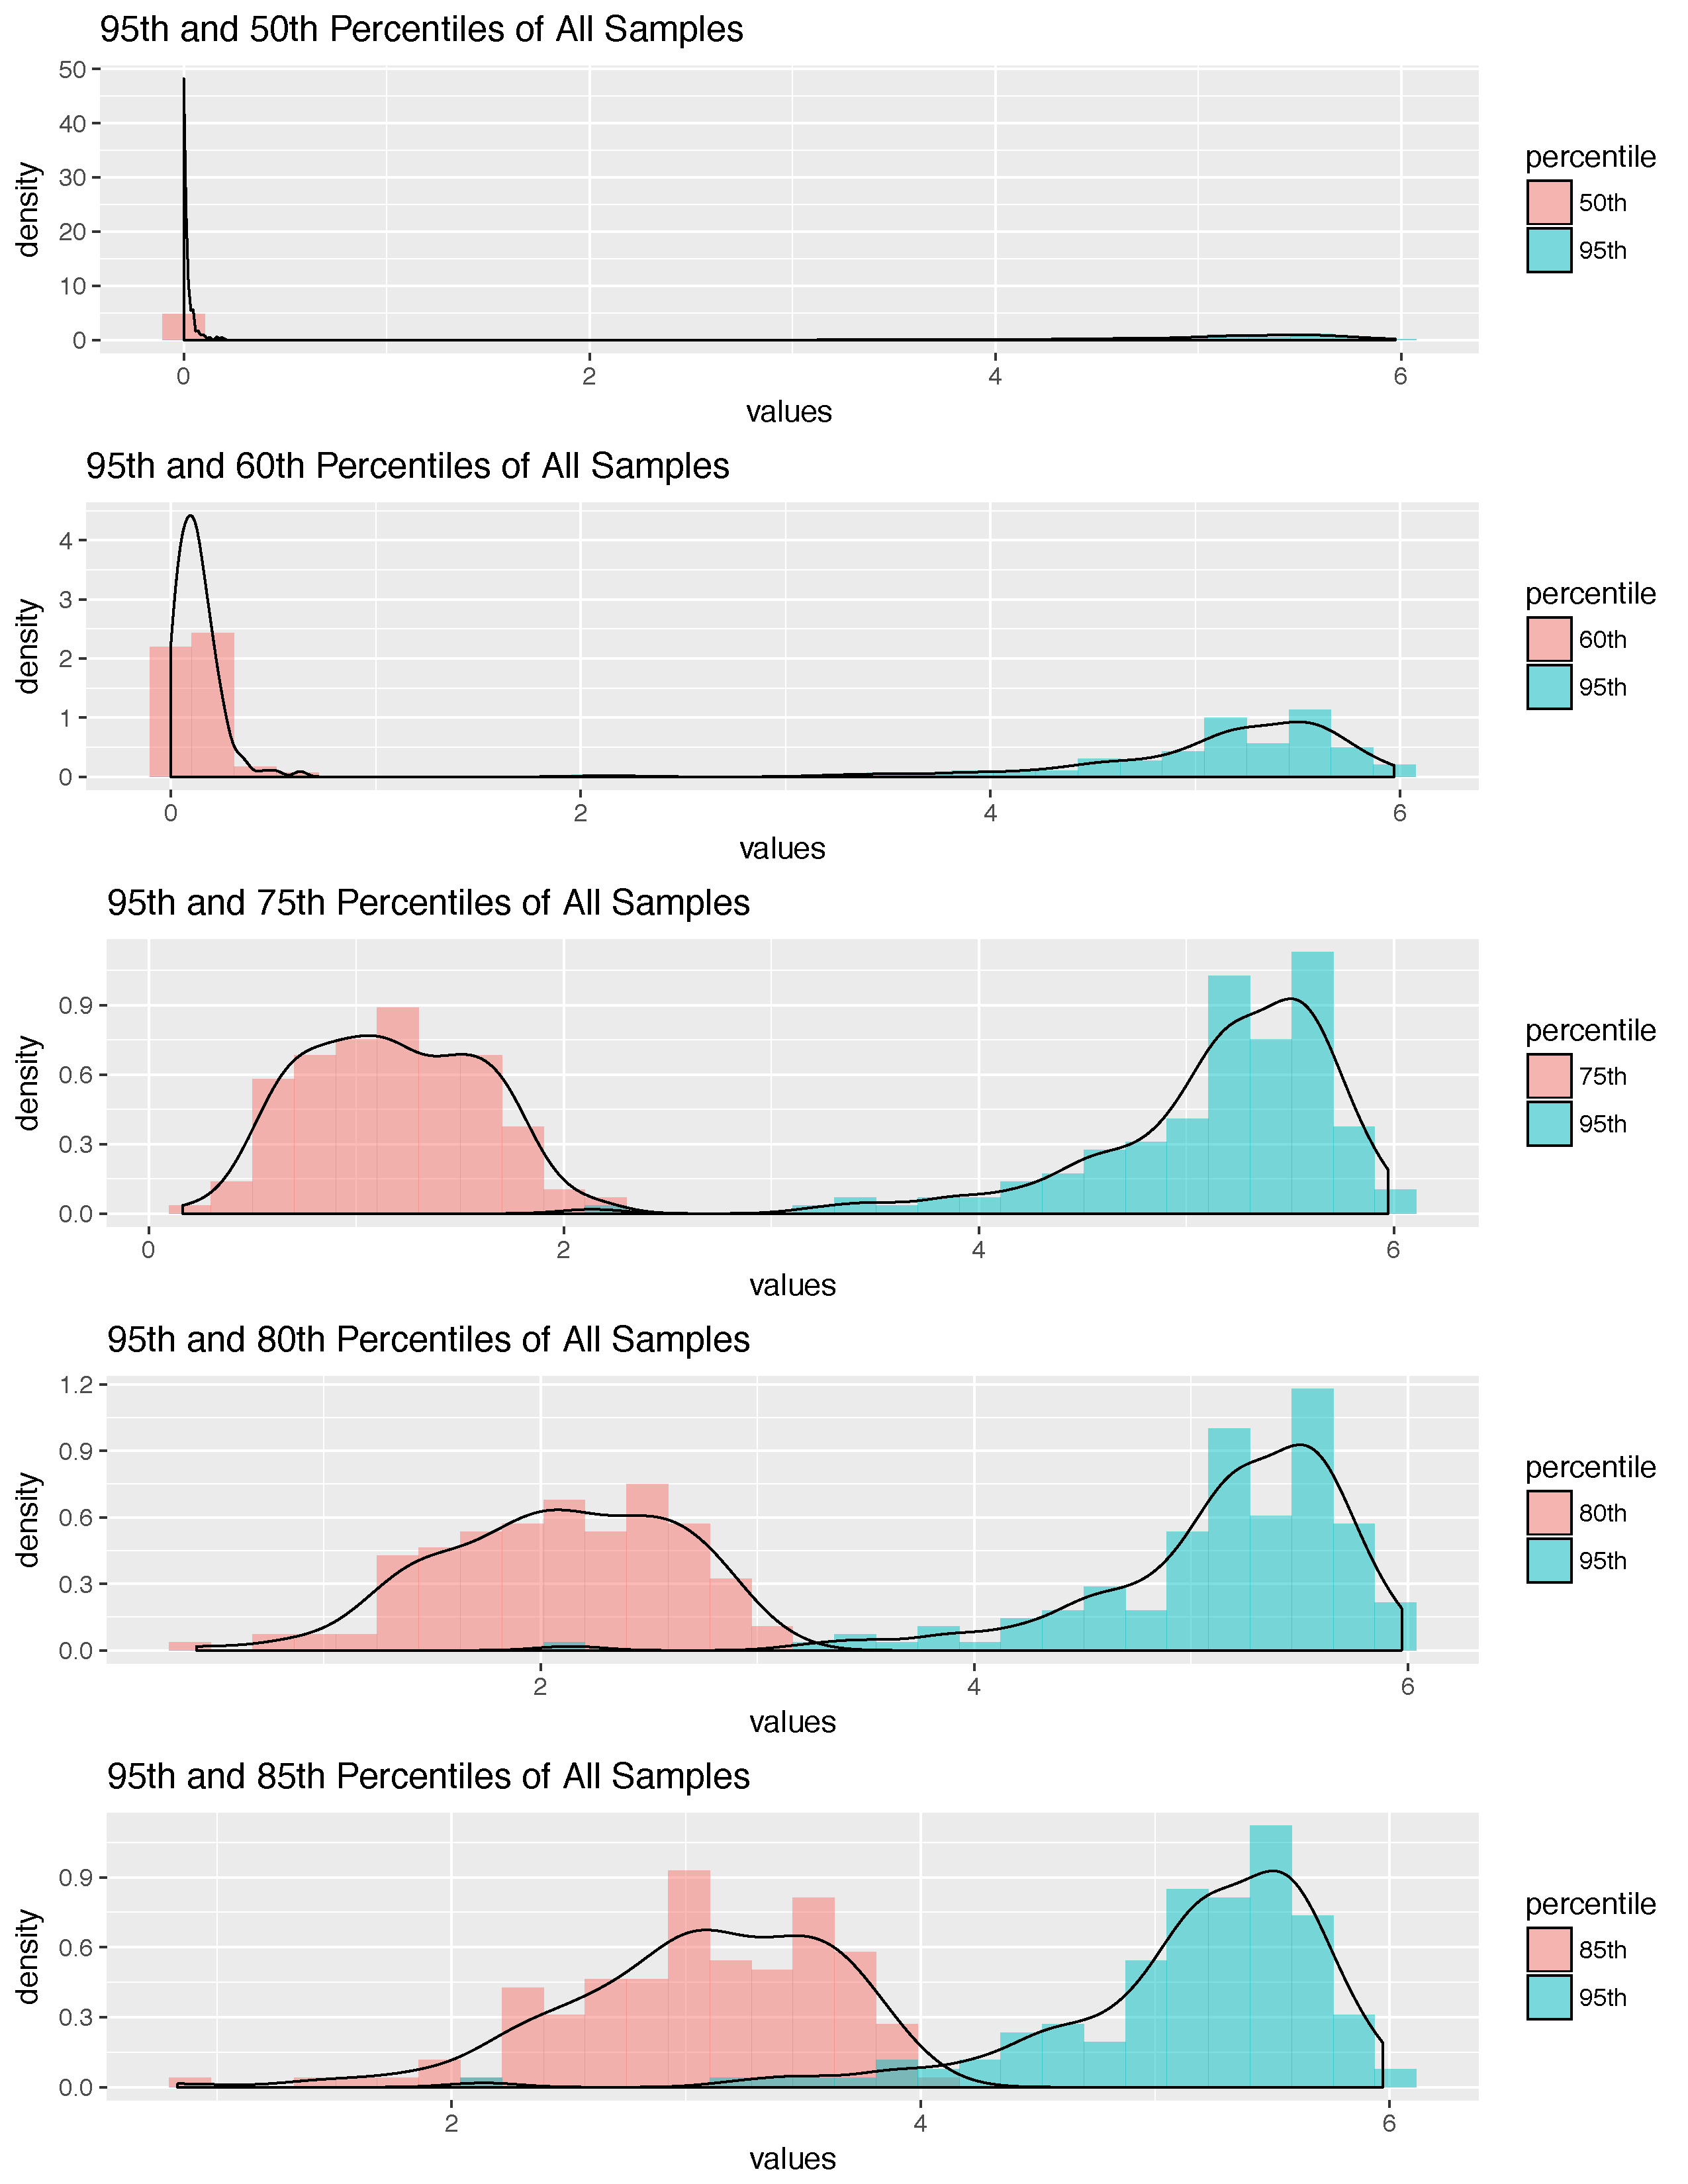 95th and 50th Percentiles of All Samples
50
40
30
20
10
0
density
0 2 4 6
values
percentile
50th
95th
95th and 60th Percentiles of All Samples
4
3
2
1
0
density
0 2 4 6
values
percentile
60th
95th
95th and 75th Percentiles of All Samples
0.9
0.6
0.3
0.0
density
0 2 4 6
values
percentile
75th
95th
95th and 80th Percentiles of All Samples
1.2
0.9
0.6
0.3
0.0
density
2 4 6
values
percentile
80th
95th
95th and 85th Percentiles of All Samples
0.9
0.6
0.3
0.0
density
2 4 6
values
percentile
85th
95th